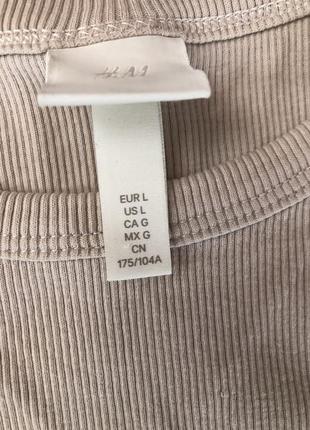 H&M
EUR L
US L
CA G
MX G
CN
175/104A